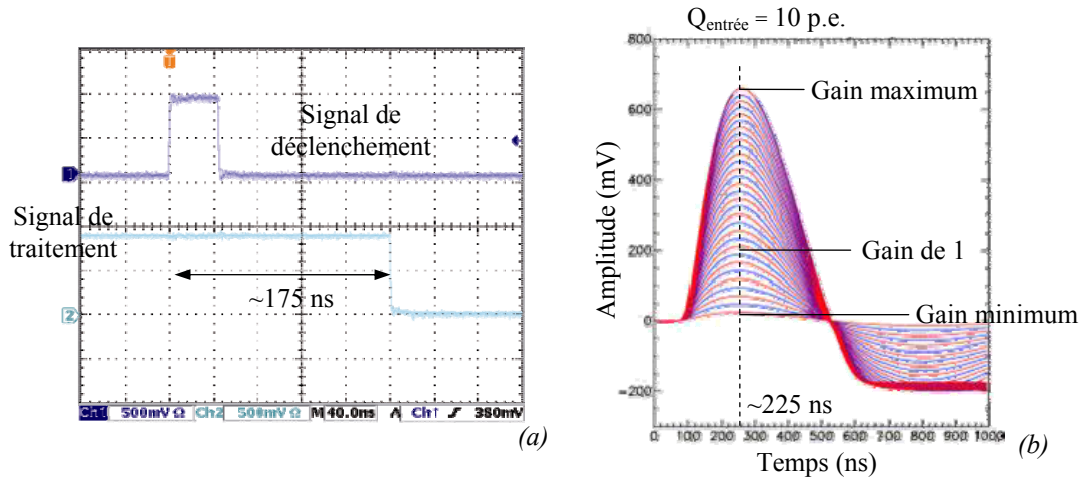 Q_entrée = 10 p.e.
Signal de
déclenchement
Signal de
traitement
~175 ns
1
2
Ch1 500mV Ω Ch2 500mV Ω M 40.0ns Λ Ch1 ƒ 380mV
(a)
800
600
400
200
0
−200
Amplitude (mV)
Gain maximum
Gain de 1
Gain minimum
~225 ns
0 100 200 300 400 500 600 700 800 900 1000
Temps (ns)
(b)